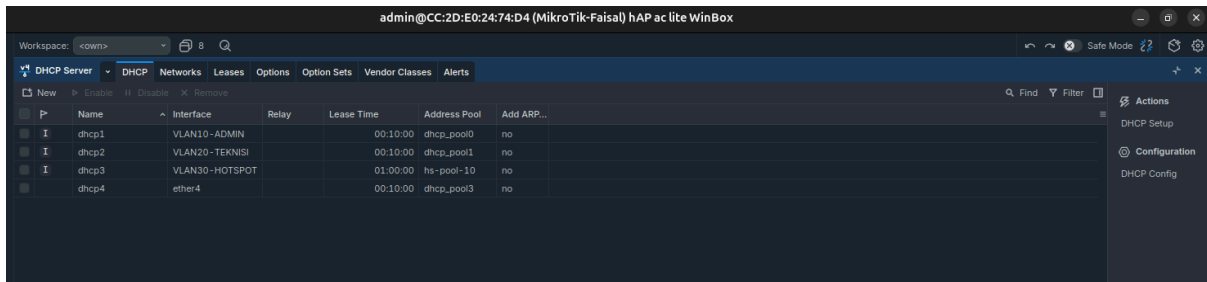 admin@CC:2D:E0:24:74:D4 (MikroTik-Faisal) hAP ac lite WinBox
Workspace: <own> 8 Safe Mode
DHCP Server DHCP Networks Leases Options Option Sets Vendor Classes Alerts
New Enable Disable Remove Find Filter
Name Interface Relay Lease Time Address Pool Add ARP...
I dhcp1 VLAN10-ADMIN 00:10:00 dhcp_pool0 no
I dhcp2 VLAN20-TEKNISI 00:10:00 dhcp_pool1 no
I dhcp3 VLAN30-HOTSPOT 01:00:00 hs-pool-10 no
dhcp4 ether4 00:10:00 dhcp_pool3 no
Actions
DHCP Setup
Configuration
DHCP Config